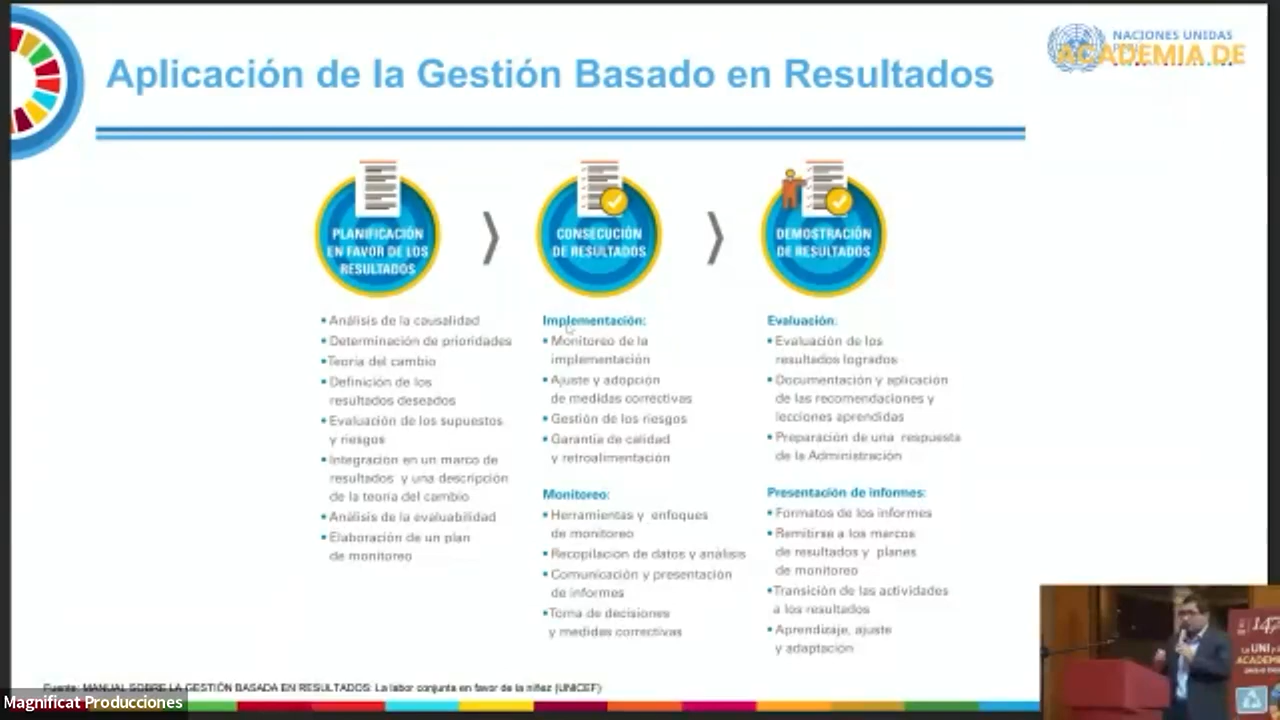 Aplicación de la Gestión Basado en Resultados
NACIONES UNIDAS
ACADEMIA DE
PLANIFICACIÓN
EN FAVOR DE LOS
RESULTADOS
CONSECUCIÓN
DE RESULTADOS
DEMOSTRACIÓN
DE RESULTADOS
• Análisis de la causalidad
• Determinación de prioridades
• Teoría del cambio
• Definición de los
resultados deseados
• Evaluación de los supuestos
y riesgos
• Integración en un marco de
resultados y una descripción
de la teoría del cambio
• Análisis de la evaluabilidad
• Elaboración de un plan
de monitoreo
Implementación:
• Monitoreo de la
implementación
• Ajuste y adopción
de medidas correctivas
• Gestión de los riesgos
• Garantía de calidad
y retroalimentación
Monitoreo:
• Herramientas y enfoques
de monitoreo
• Recopilación de datos y análisis
• Comunicación y presentación
de informes
• Toma de decisiones
y medidas correctivas
Evaluación:
• Evaluación de los
resultados logrados
• Documentación y aplicación
de las recomendaciones y
lecciones aprendidas
• Preparación de una respuesta
de la Administración
Presentación de informes:
• Formatos de los informes
• Remitirse a los marcos
de resultados y planes
de monitoreo
• Transición de las actividades
a los resultados
• Aprendizaje, ajuste
y adaptación
Fuente: MANUAL SOBRE LA GESTIÓN BASADA EN RESULTADOS: La labor conjunta en favor de la niñez (UNICEF)
Magnificat Producciones
147
La UNI
ACADEMIA